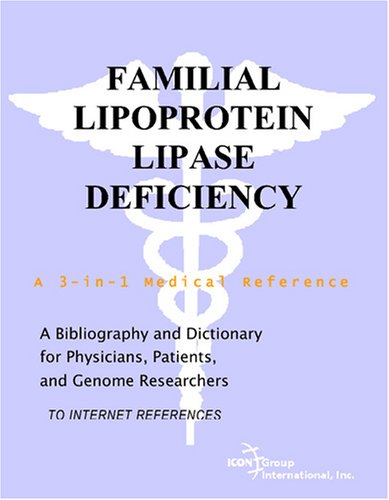 FAMILIAL
LIPOPROTEIN
LIPASE
DEFICIENCY
A 3-in-1 Medical Reference
A Bibliography and Dictionary
for Physicians, Patients,
and Genome Researchers
TO INTERNET REFERENCES
ICON Group
International, Inc.